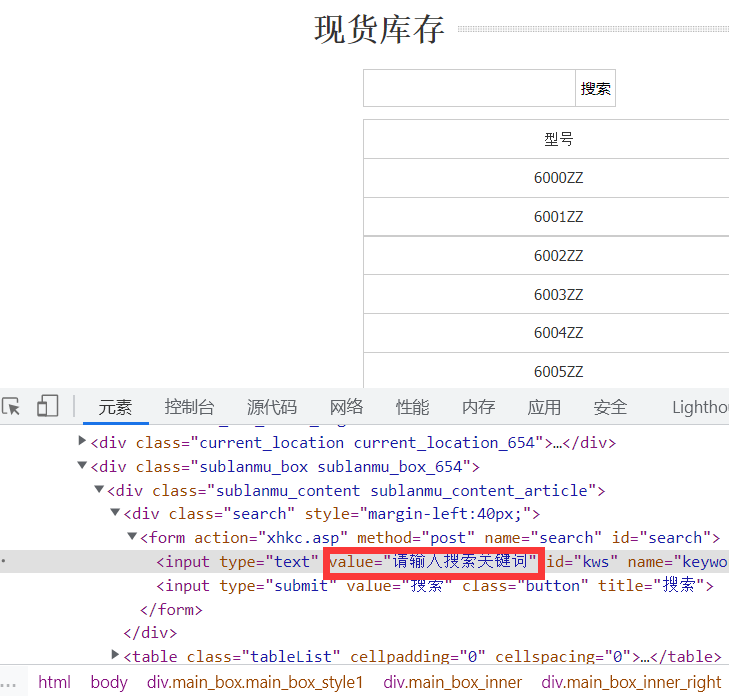 现货库存
搜索
型号
6000ZZ
6001ZZ
6002ZZ
6003ZZ
6004ZZ
6005ZZ
元素 控制台 源代码 网络 性能 内存 应用 安全 Lightho
<div class="current_location current_location_654">…</div>
<div class="sublanmu_box sublanmu_box_654">
<div class="sublanmu_content sublanmu_content_article">
<div class="search" style="margin-left:40px;">
<form action="xhkc.asp" method="post" name="search" id="search">
<input type="text" value="请输入搜索关键词" id="kws" name="keywo
<input type="submit" value="搜索" class="button" title="搜索">
</form>
</div>
<table class="tableList" cellpadding="0" cellspacing="0">…</table>
... html body div.main_box.main_box_style1 div.main_box_inner div.main_box_inner_right